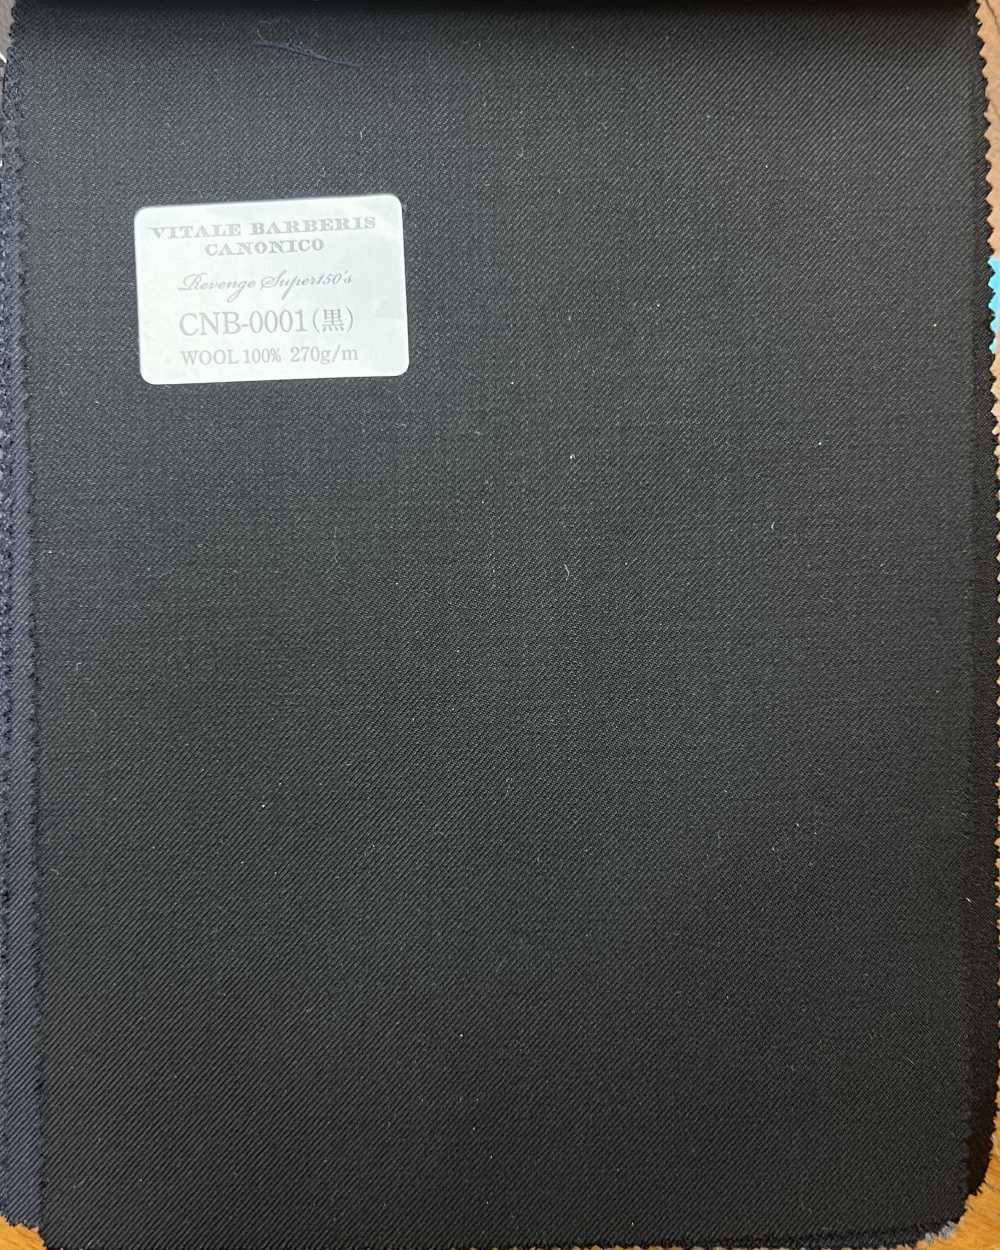 VITALE BARBERIS
CANONICO
Revenge Super150's
CNB-0001(黒)
WOOL 100% 270g/m